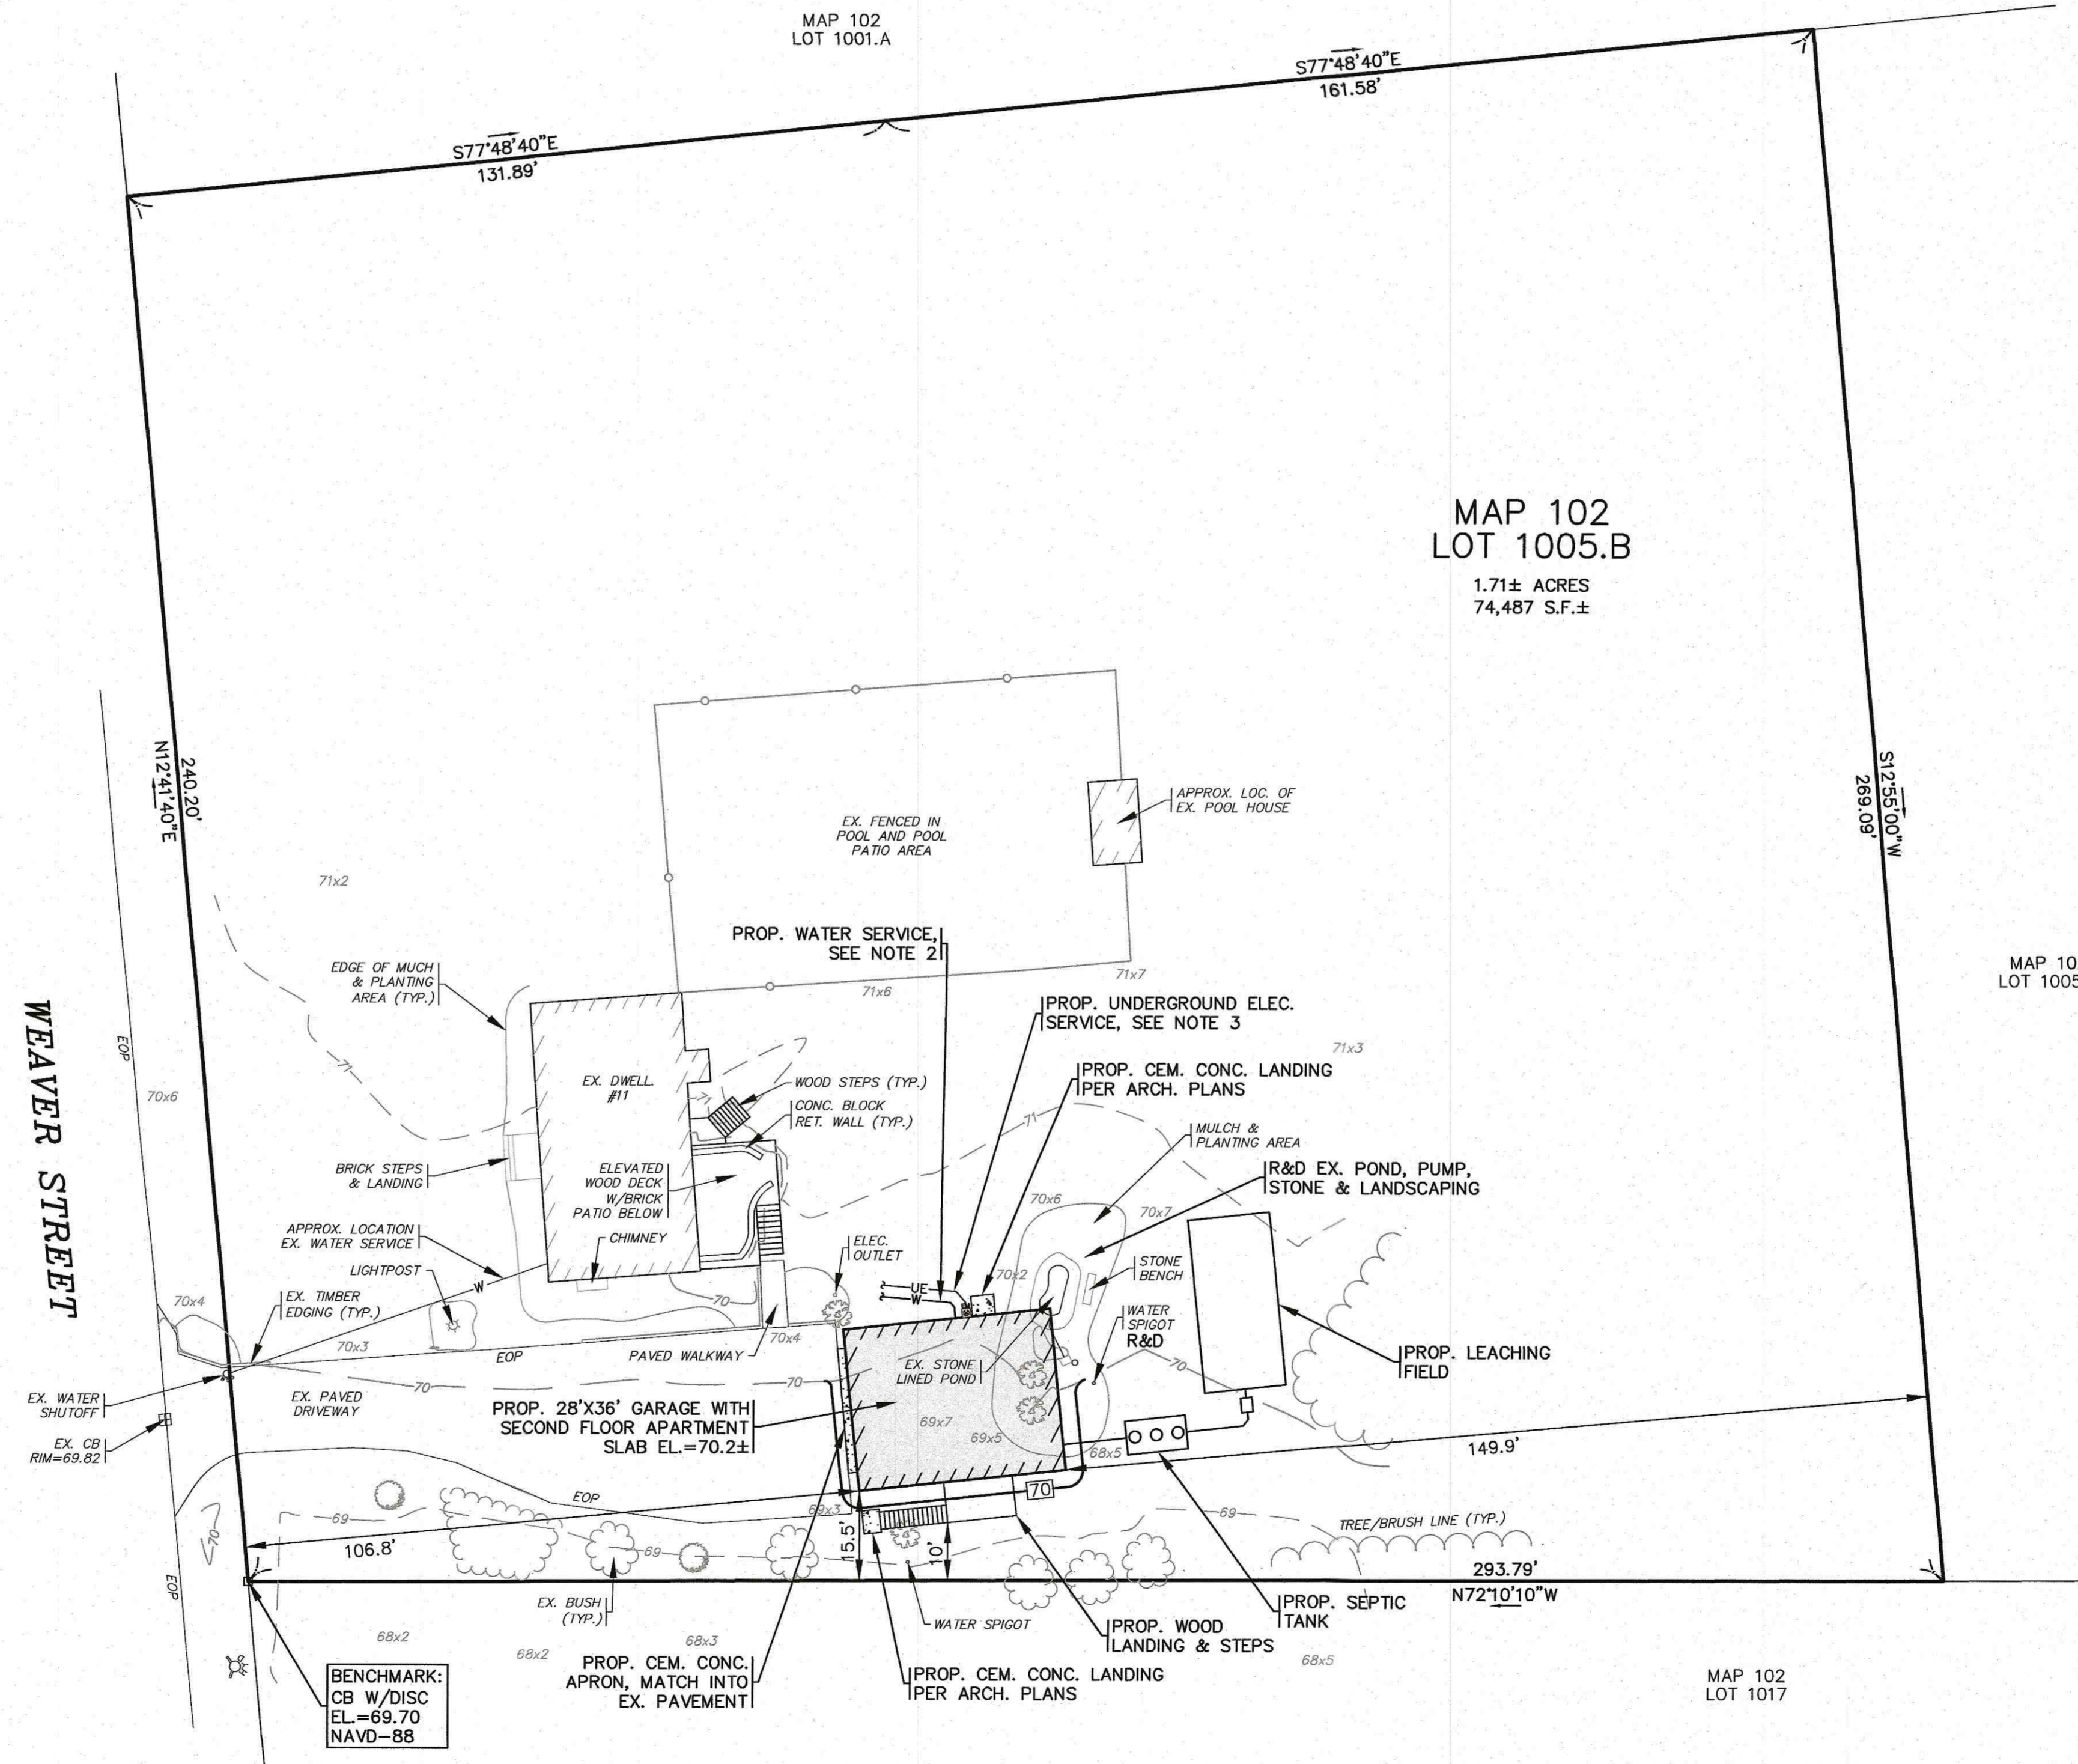 MAP 102
LOT 1001.A
S77°48'40"E
161.58'
S77°48'40"E
131.89'
MAP 102
LOT 1005.B
1.71± ACRES
74,487 S.F.±
N12°41'40"E
240.20'
S12°55'00"W
269.09'
APPROX. LOC. OF
EX. POOL HOUSE
EX. FENCED IN
POOL AND POOL
PATIO AREA
71x2
PROP. WATER SERVICE,
SEE NOTE 2
EDGE OF MUCH
& PLANTING
AREA (TYP.)
71x7
71x6
MAP 10
LOT 1005
PROP. UNDERGROUND ELEC.
SERVICE, SEE NOTE 3
WEAVER STREET
EOP
71
71x3
70x6
EX. DWELL.
#11
WOOD STEPS (TYP.)
CONC. BLOCK
RET. WALL (TYP.)
PROP. CEM. CONC. LANDING
PER ARCH. PLANS
71
MULCH &
PLANTING AREA
BRICK STEPS
& LANDING
ELEVATED
WOOD DECK
W/BRICK
PATIO BELOW
R&D EX. POND, PUMP,
STONE & LANDSCAPING
70x6
70x7
APPROX. LOCATION
EX. WATER SERVICE
CHIMNEY
ELEC.
OUTLET
STONE
BENCH
LIGHTPOST
W
UE
W
70x2
70x4
EX. TIMBER
EDGING (TYP.)
70
WATER
SPIGOT
R&D
70x3
EOP
PAVED WALKWAY
70x4
EX. STONE
LINED POND
70
PROP. LEACHING
FIELD
EX. WATER
SHUTOFF
EX. PAVED
DRIVEWAY
70
70
PROP. 28'X36' GARAGE WITH
SECOND FLOOR APARTMENT
SLAB EL.=70.2±
69x7
69x5
68x5
EX. CB
RIM=69.82
149.9'
EOP
69x3
70
70
69
69
69
TREE/BRUSH LINE (TYP.)
106.8'
15.5'
10'
EOP
293.79'
N72°10'10"W
EX. BUSH
(TYP.)
WATER SPIGOT
PROP. SEPTIC
TANK
PROP. WOOD
LANDING & STEPS
68x2
68x2
68x3
68x5
PROP. CEM. CONC.
APRON, MATCH INTO
EX. PAVEMENT
PROP. CEM. CONC. LANDING
PER ARCH. PLANS
BENCHMARK:
CB W/DISC
EL.=69.70
NAVD-88
MAP 102
LOT 1017